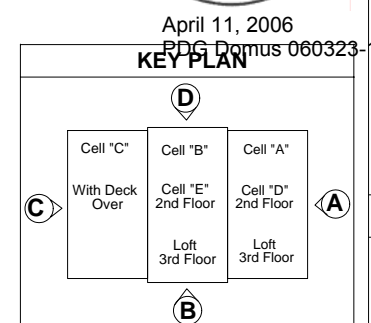 April 11, 2006
PDG Domus 060323-
KEY PLAN
D
Cell "C"
With Deck
Over
Cell "B"
Cell "E"
2nd Floor
Loft
3rd Floor
Cell "A"
Cell "D"
2nd Floor
Loft
3rd Floor
C
A
B